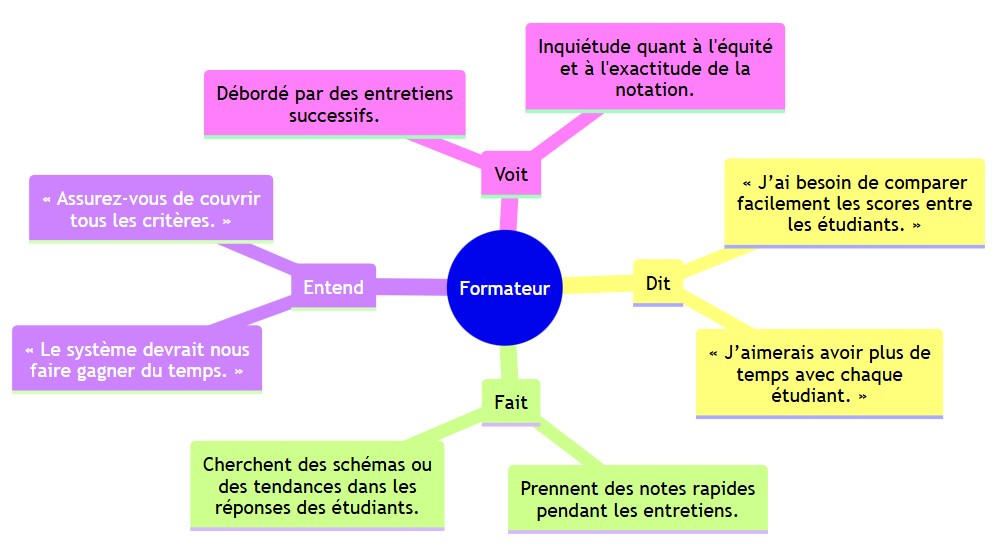 Inquiétude quant à l'équité
et à l'exactitude de la
notation.
Débordé par des entretiens
successifs.
Voit
« J’ai besoin de comparer
facilement les scores entre
les étudiants. »
« Assurez-vous de couvrir
tous les critères. »
Entend
Formateur
Dit
« Le système devrait nous
faire gagner du temps. »
« J’aimerais avoir plus de
temps avec chaque
étudiant. »
Fait
Cherchent des schémas ou
des tendances dans les
réponses des étudiants.
Prennent des notes rapides
pendant les entretiens.